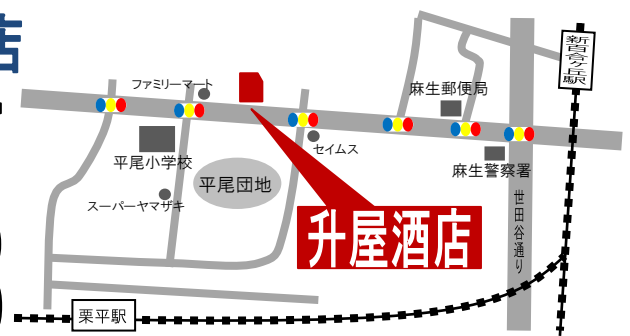 店
新百合ヶ丘駅
ファミリーマート
麻生郵便局
平尾小学校
セイムス
麻生警察署
平尾団地
スーパーヤマザキ
世田谷通り
升屋酒店
栗平駅